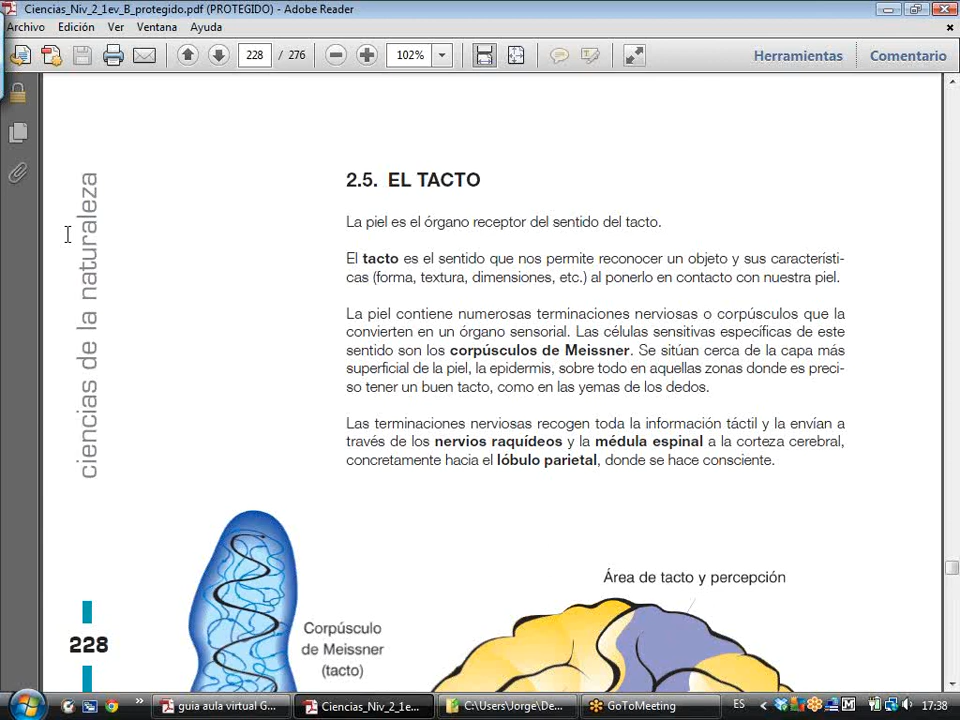 Ciencias_Niv_2_1ev_B_protegido.pdf (PROTEGIDO) - Adobe Reader
Archivo Edición Ver Ventana Ayuda
228 / 276 102% Herramientas Comentario
ciencias de la naturaleza
2.5. EL TACTO
La piel es el órgano receptor del sentido del tacto.
El tacto es el sentido que nos permite reconocer un objeto y sus característi-
cas (forma, textura, dimensiones, etc.) al ponerlo en contacto con nuestra piel.
La piel contiene numerosas terminaciones nerviosas o corpúsculos que la
convierten en un órgano sensorial. Las células sensitivas específicas de este
sentido son los corpúsculos de Meissner. Se sitúan cerca de la capa más
superficial de la piel, la epidermis, sobre todo en aquellas zonas donde es preci-
so tener un buen tacto, como en las yemas de los dedos.
Las terminaciones nerviosas recogen toda la información táctil y la envían a
través de los nervios raquídeos y la médula espinal a la corteza cerebral,
concretamente hacia el lóbulo parietal, donde se hace consciente.
Área de tacto y percepción
Corpúsculo
de Meissner
(tacto)
228
guia aula virtual G... Ciencias_Niv_2_1e... C:\Users\Jorge\De... GoToMeeting ES 17:38